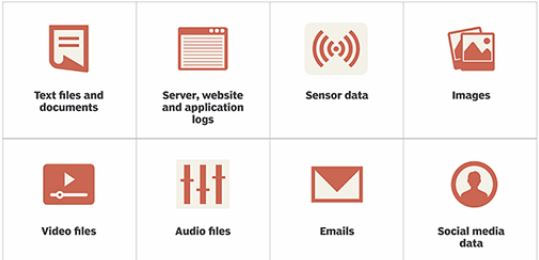 Text files and
documents
Server, website
and application
logs
Sensor data
Images
Video files
Audio files
Emails
Social media
data